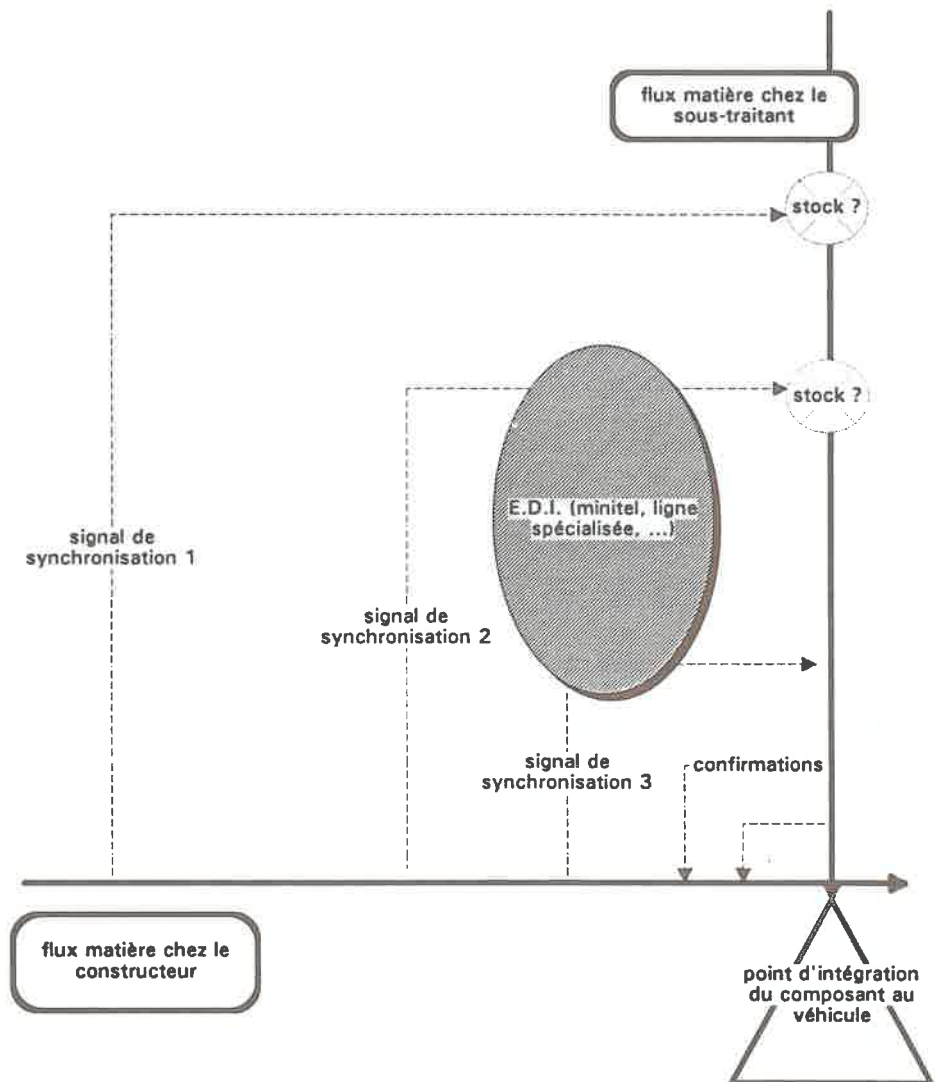 flux matière chez le
sous-traitant
stock ?
stock ?
E.D.I. (minitel, ligne
spécialisée, ...)
signal de
synchronisation 1
signal de
synchronisation 2
signal de
synchronisation 3
confirmations
flux matière chez le
constructeur
point d'intégration
du composant au
véhicule